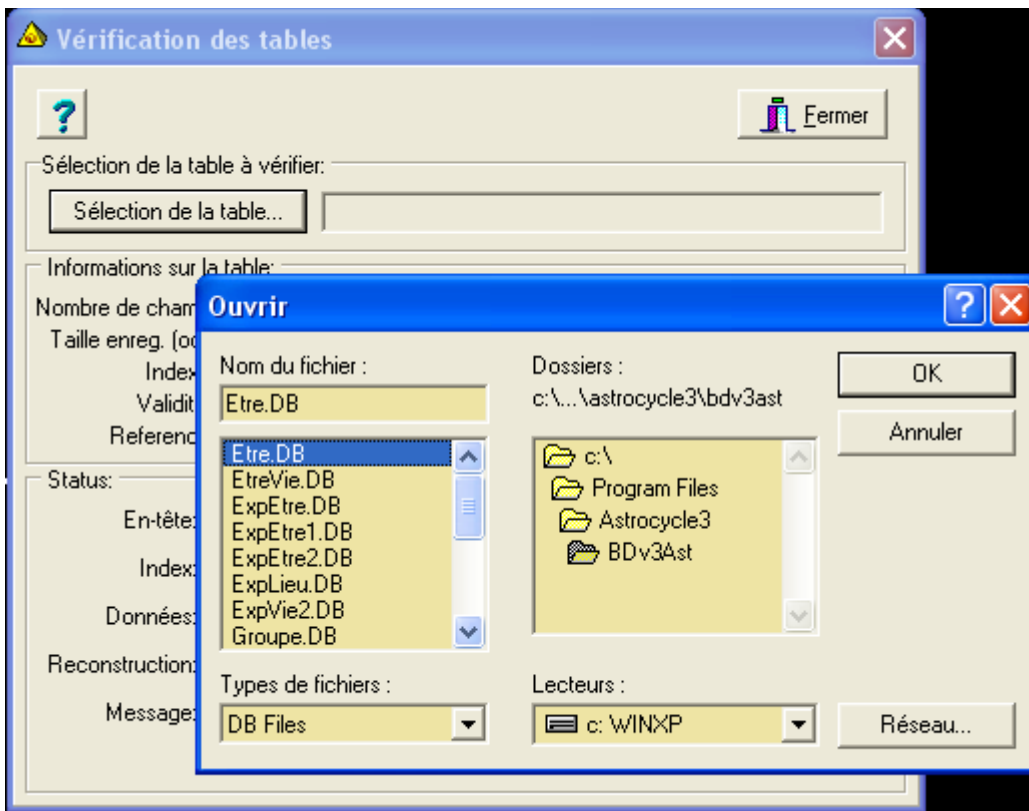 Vérification des tables
?
Fermer
Sélection de la table à vérifier:
Sélection de la table...
Informations sur la table:
Nombre de cham
Taille enreg. (oc
Index
Validit
Referenc
Status:
En-tête:
Index:
Données:
Reconstruction:
Message:
Ouvrir
?
Nom du fichier :
Etre.DB
Etre.DB
EtreVie.DB
ExpEtre.DB
ExpEtre1.DB
ExpEtre2.DB
ExpLieu.DB
ExpVie2.DB
Groupe.DB
Types de fichiers :
DB Files
Dossiers :
c:\...\astrocycle3\bdv3ast
c:\
Program Files
Astrocycle3
BDv3Ast
Lecteurs :
c: WINXP
OK
Annuler
Réseau...